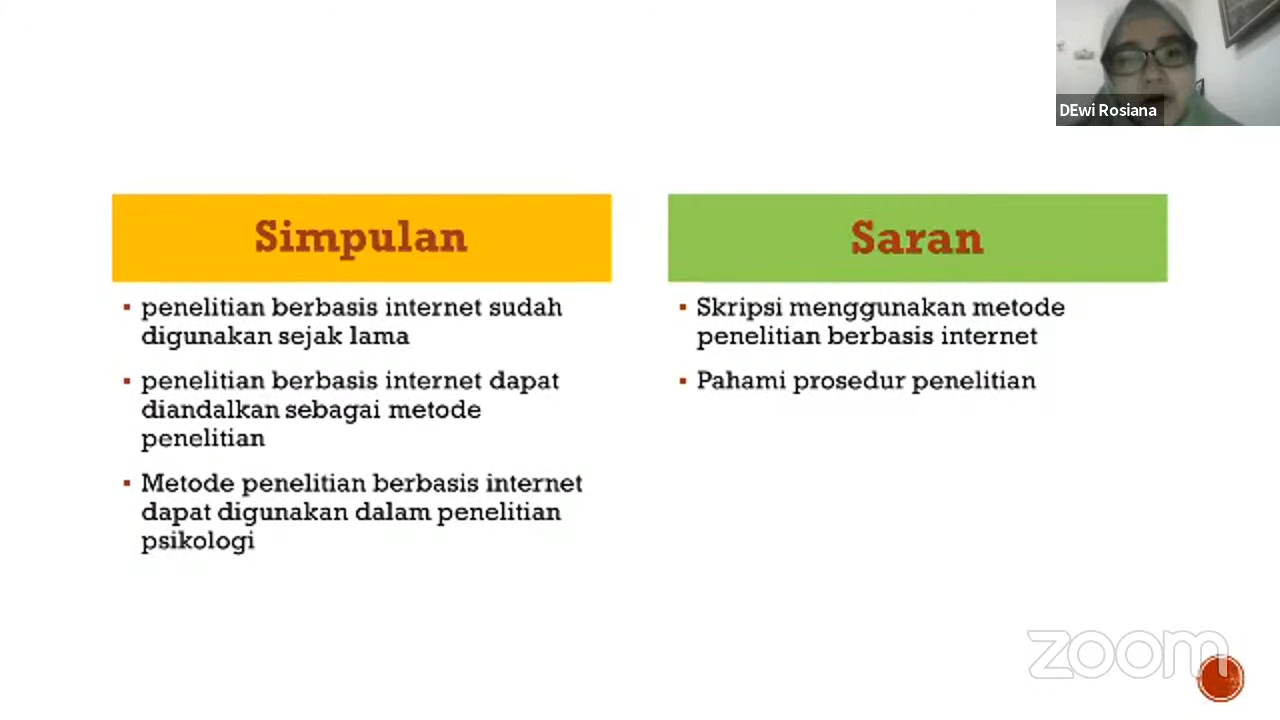 DEwi Rosiana
Simpulan
penelitian berbasis internet sudah
digunakan sejak lama
penelitian berbasis internet dapat
diandalkan sebagai metode
penelitian
Metode penelitian berbasis internet
dapat digunakan dalam penelitian
psikologi
Saran
Skripsi menggunakan metode
penelitian berbasis internet
Pahami prosedur penelitian
zoom